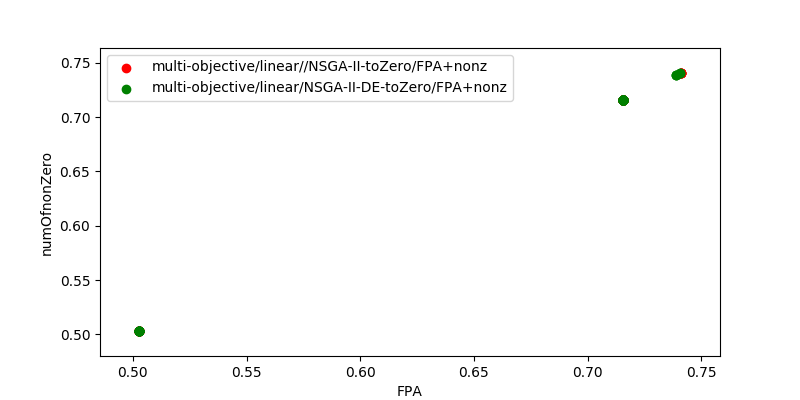 multi-objective/linear//NSGA-II-toZero/FPA+nonz
multi-objective/linear/NSGA-II-DE-toZero/FPA+nonz
numOfnonZero
0.75
0.70
0.65
0.60
0.55
0.50
0.50 0.55 0.60 0.65 0.70 0.75
FPA